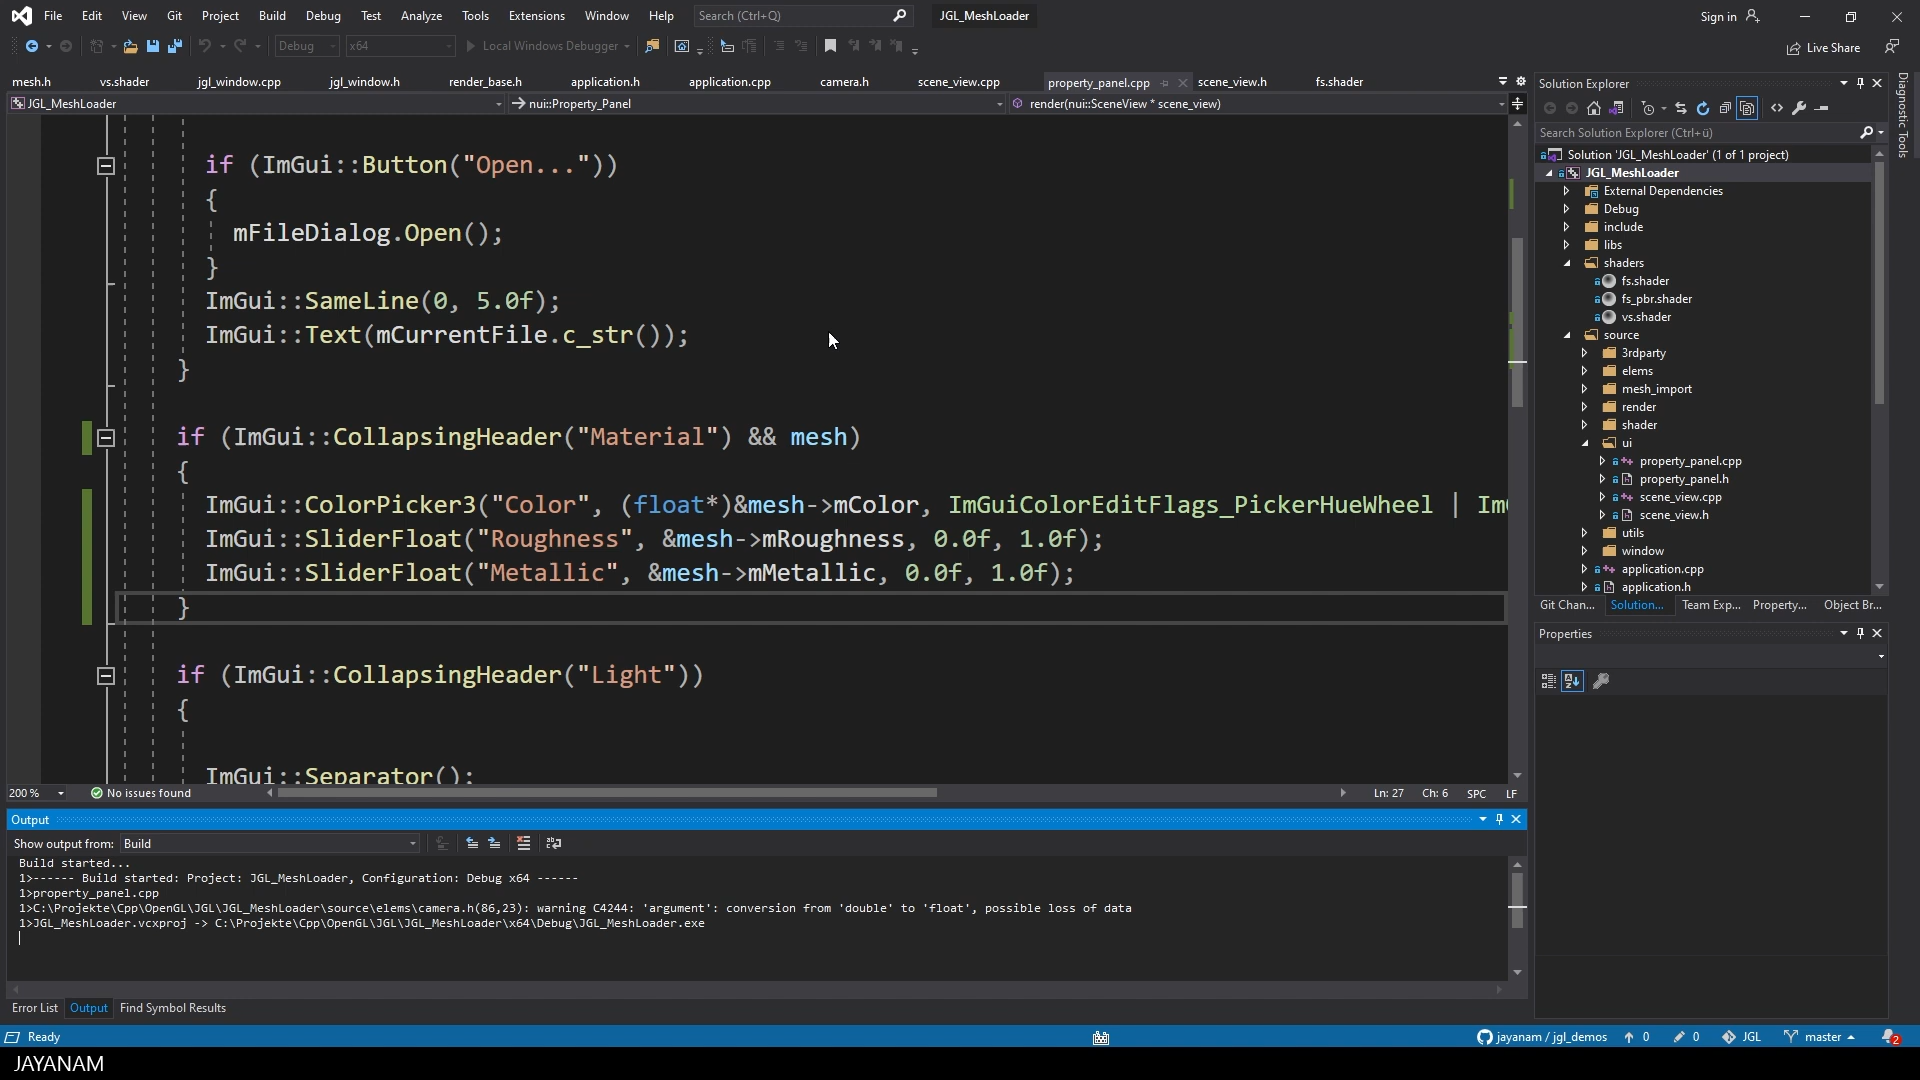 File Edit View Git Project Build Debug Test Analyze Tools Extensions Window Help Search (Ctrl+Q) JGL_MeshLoader Sign in
Debug x64 Local Windows Debugger Live Share
mesh.h vs.shader jgl_window.cpp jgl_window.h render_base.h application.h application.cpp camera.h scene_view.cpp property_panel.cpp scene_view.h fs.shader
JGL_MeshLoader nui::Property_Panel render(nui::SceneView * scene_view)
if (ImGui::Button("Open..."))
{
mFileDialog.Open();
}
ImGui::SameLine(0, 5.0f);
ImGui::Text(mCurrentFile.c_str());
}
if (ImGui::CollapsingHeader("Material") && mesh)
{
ImGui::ColorPicker3("Color", (float*)&mesh->mColor, ImGuiColorEditFlags_PickerHueWheel | Im
ImGui::SliderFloat("Roughness", &mesh->mRoughness, 0.0f, 1.0f);
ImGui::SliderFloat("Metallic", &mesh->mMetallic, 0.0f, 1.0f);
}
if (ImGui::CollapsingHeader("Light"))
{
ImGui::Separator();
200 % No issues found Ln: 27 Ch: 6 SPC LF
Output
Show output from: Build
Build started...
1>------ Build started: Project: JGL_MeshLoader, Configuration: Debug x64 ------
1>property_panel.cpp
1>C:\Projekte\Cpp\OpenGL\JGL\JGL_MeshLoader\source\elems\camera.h(86,23): warning C4244: 'argument': conversion from 'double' to 'float', possible loss of data
1>JGL_MeshLoader.vcxproj -> C:\Projekte\Cpp\OpenGL\JGL\JGL_MeshLoader\x64\Debug\JGL_MeshLoader.exe
Error List Output Find Symbol Results
Solution Explorer
Search Solution Explorer (Ctrl+ü)
Solution 'JGL_MeshLoader' (1 of 1 project)
JGL_MeshLoader
External Dependencies
Debug
include
libs
shaders
fs.shader
fs_pbr.shader
vs.shader
source
3rdparty
elems
mesh_import
render
shader
ui
property_panel.cpp
property_panel.h
scene_view.cpp
scene_view.h
utils
window
application.cpp
application.h
Git Chan... Solution... Team Exp... Property... Object Br...
Properties
Diagnostic Tools
Ready jayanam / jgl_demos 0 0 JGL master 2
JAYANAM